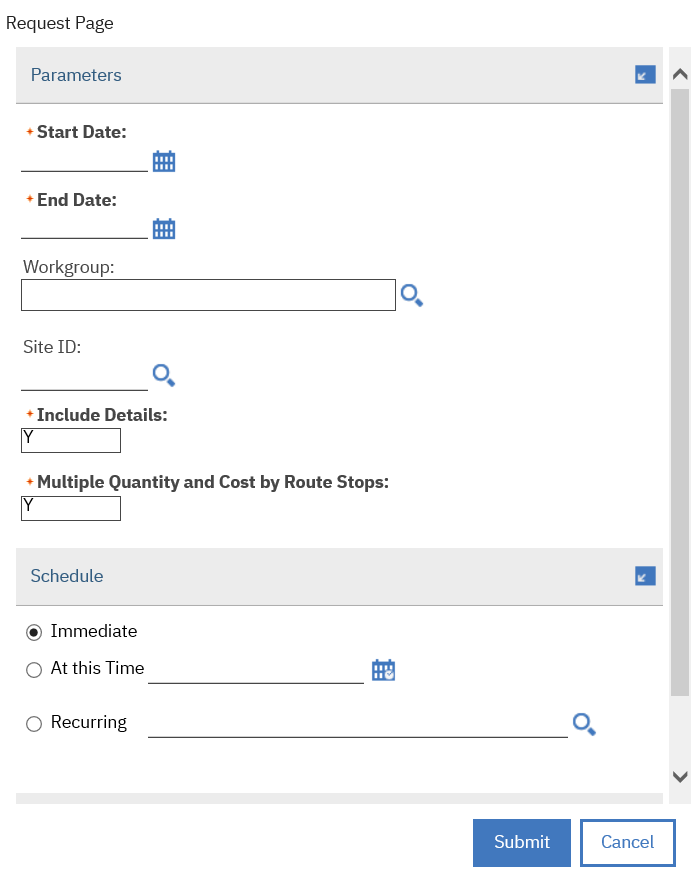 Request Page
Parameters
Start Date:
End Date:
Workgroup:
Site ID:
Include Details:
Y
Multiple Quantity and Cost by Route Stops:
Y
Schedule
Immediate
At this Time
Recurring
Submit Cancel